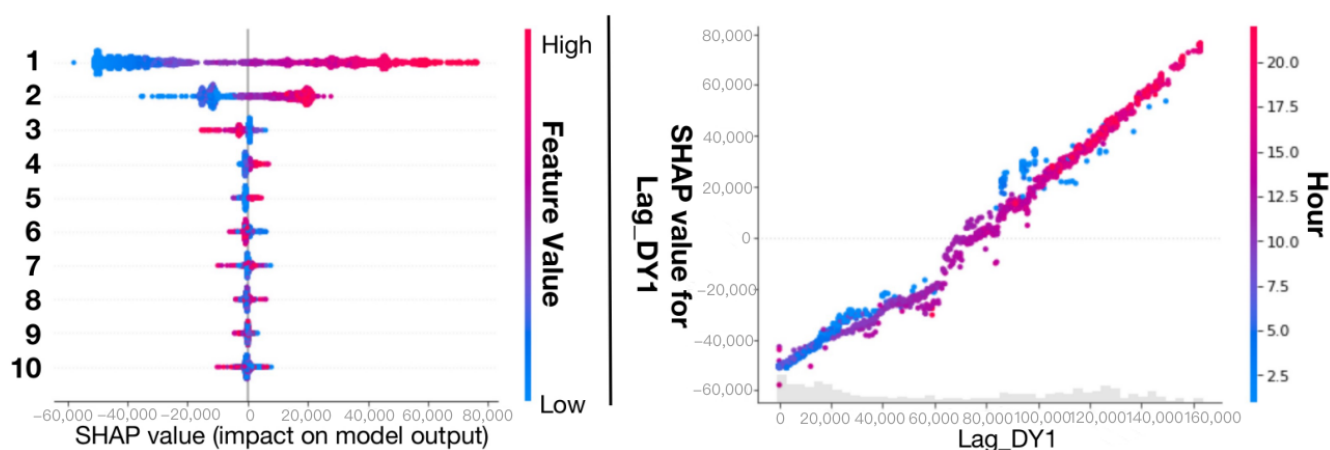 1
2
3
4
5
6
7
8
9
10
−60,000 −40,000 −20,000 0 20,000 40,000 60,000 80,000
SHAP value (impact on model output)
High
Feature Value
Low
SHAP value for
Lag_DY1
80,000
60,000
40,000
20,000
0
−20,000
−40,000
−60,000
0 20,000 40,000 60,000 80,000 100,000 120,000 140,000 160,000
Lag_DY1
20.0
17.5
15.0
12.5
10.0
7.5
5.0
2.5
Hour